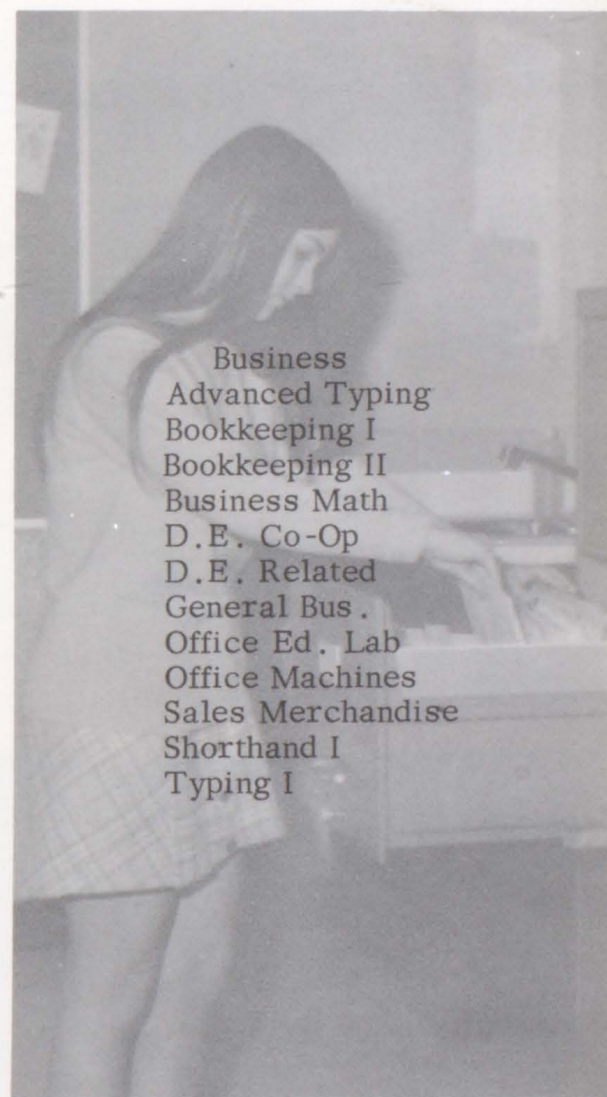 Business
Advanced Typing
Bookkeeping I
Bookkeeping II
Business Math
D.E. Co-Op
D.E. Related
General Bus.
Office Ed. Lab
Office Machines
Sales Merchandise
Shorthand I
Typing I